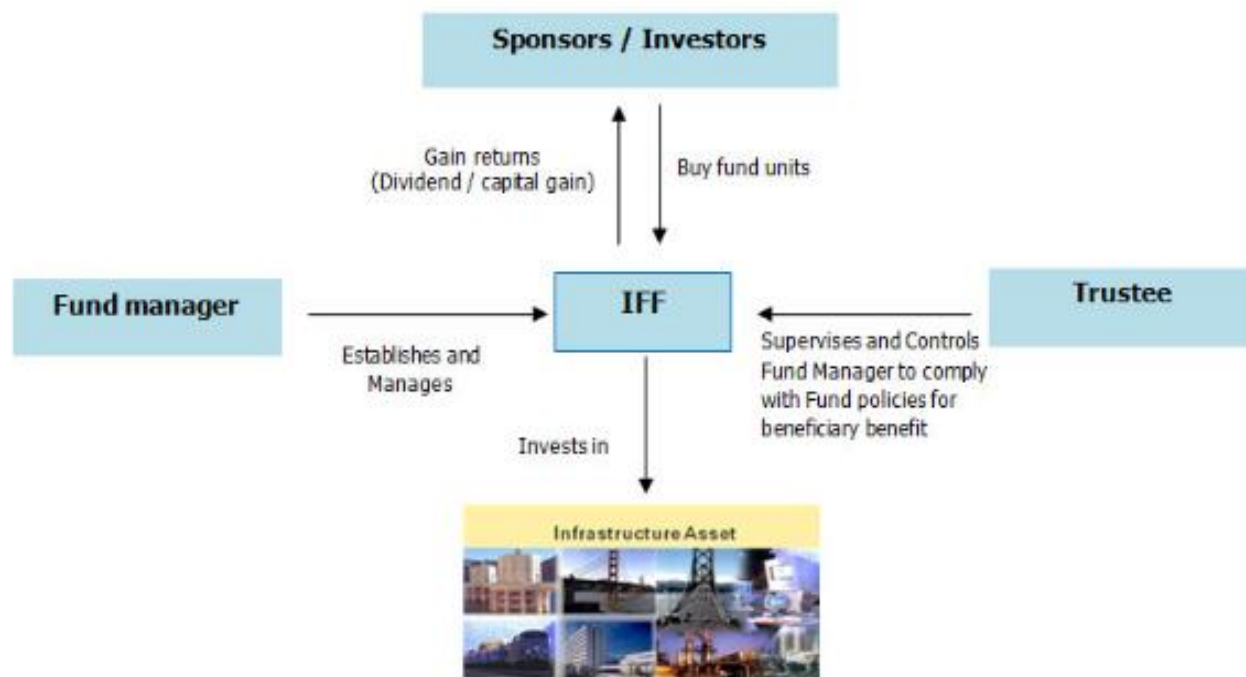 Sponsors / Investors
Gain returns
(Dividend / capital gain)
Buy fund units
Fund manager
IFF
Trustee
Establishes and
Manages
Supervises and Controls
Fund Manager to comply
with Fund policies for
beneficiary benefit
Invests in
Infrastructure Asset